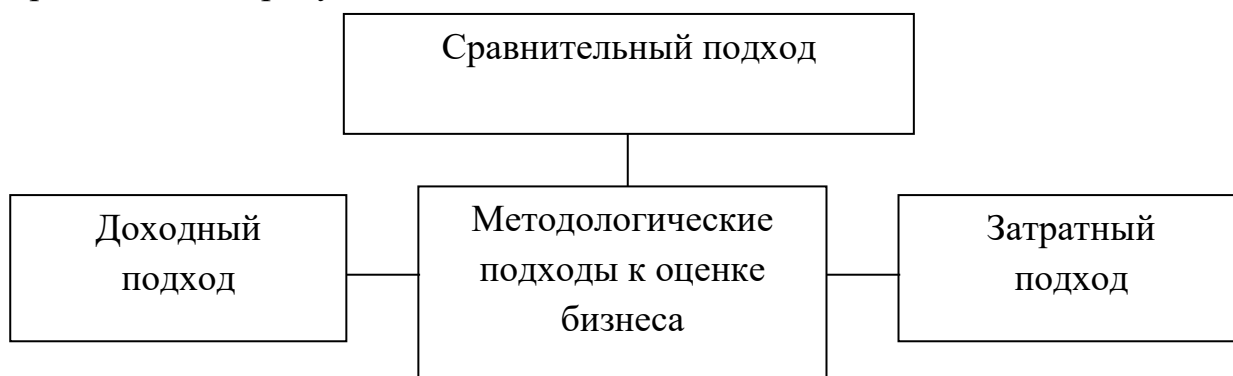 Сравнительный подход
Доходный
подход
Методологические
подходы к оценке
бизнеса
Затратный
подход